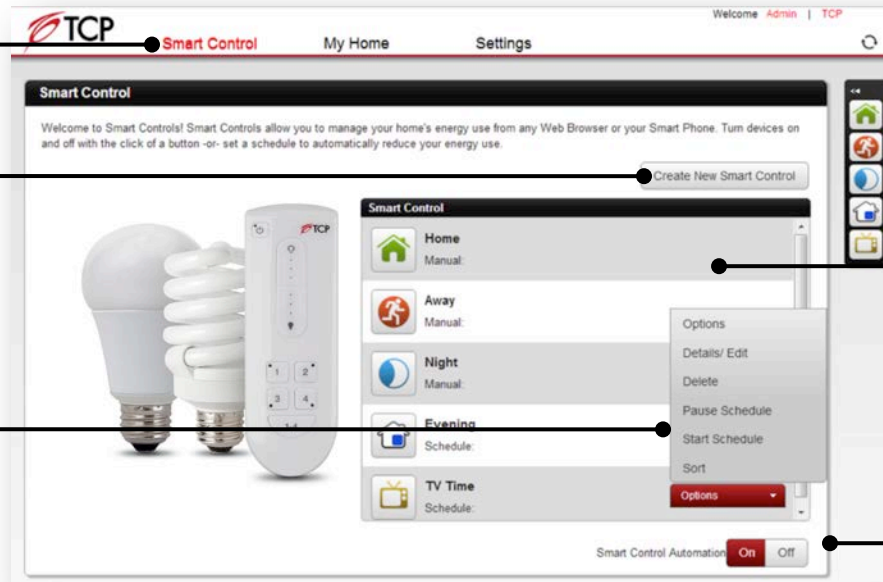 Welcome Admin | TCP
TCP
Smart Control My Home Settings
Smart Control
Welcome to Smart Controls! Smart Controls allow you to manage your home's energy use from any Web Browser or your Smart Phone. Turn devices on
and off with the click of a button -or- set a schedule to automatically reduce your energy use.
Create New Smart Control
TCP
1 2
3 4
1-4
Smart Control
Home
Manual:
Away
Manual:
Night
Manual:
Evening
Schedule:
TV Time
Schedule:
Options
Details/ Edit
Delete
Pause Schedule
Start Schedule
Sort
Options
Smart Control Automation On Off